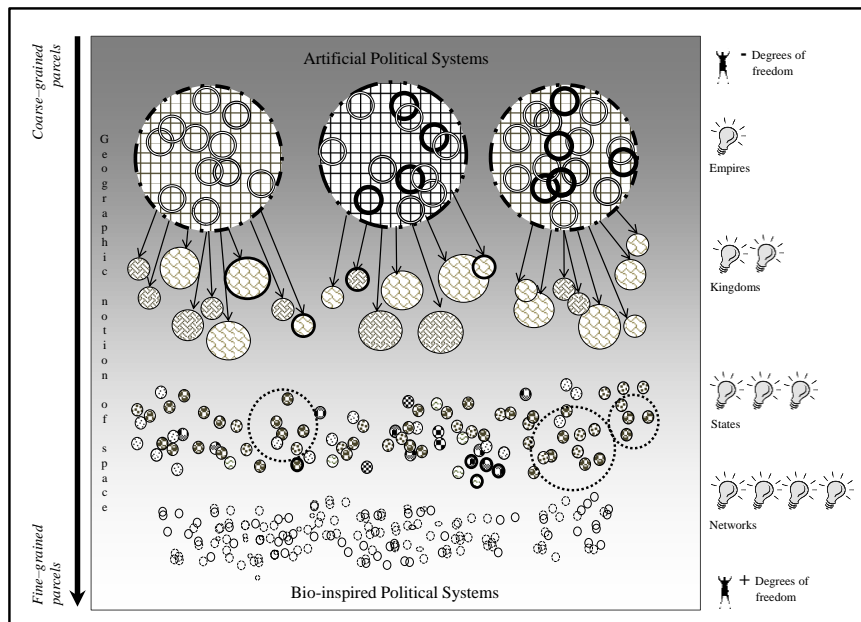 Artificial Political Systems
Coarse–grained
parcels
Geographic notion of space
Fine–grained
parcels
Bio-inspired Political Systems
- Degrees of
freedom
Empires
Kingdoms
States
Networks
+ Degrees of
freedom